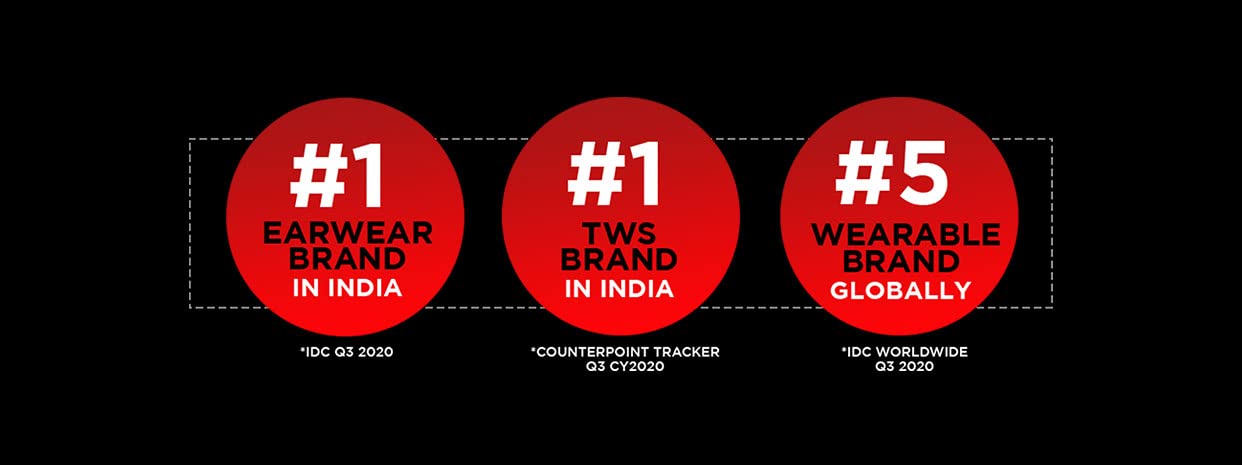 #1
EARWEAR
BRAND
IN INDIA
*IDC Q3 2020
#1
TWS
BRAND
IN INDIA
*COUNTERPOINT TRACKER
Q3 CY2020
#5
WEARABLE
BRAND
GLOBALLY
*IDC WORLDWIDE
Q3 2020